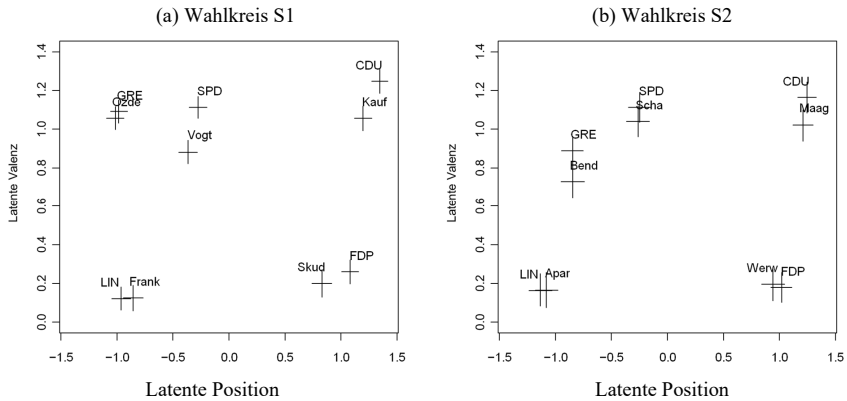 (a) Wahlkreis S1
Latente Valenz
1.4
1.2
1.0
0.8
0.6
0.4
0.2
0.0
CDU
GRE
SPD
Özde
Kauf
Vogt
LIN
Frank
Skud
FDP
−1.5 −1.0 −0.5 0.0 0.5 1.0 1.5
Latente Position
(b) Wahlkreis S2
Latente Valenz
1.4
1.2
1.0
0.8
0.6
0.4
0.2
0.0
CDU
SPD
Scha
Maag
GRE
Bend
LIN
Apar
Werw
FDP
−1.5 −1.0 −0.5 0.0 0.5 1.0 1.5
Latente Position